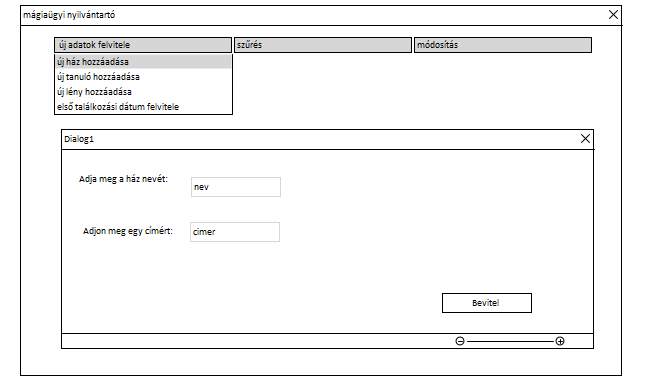 mágiaügyi nyilvántartó
új adatok felvitele szűrés módosítás
új ház hozzáadása
új tanuló hozzáadása
új lény hozzáadása
első találkozási dátum felvitele
Dialog1
Adja meg a ház nevét: nev
Adjon meg egy címért: cimer
Bevitel